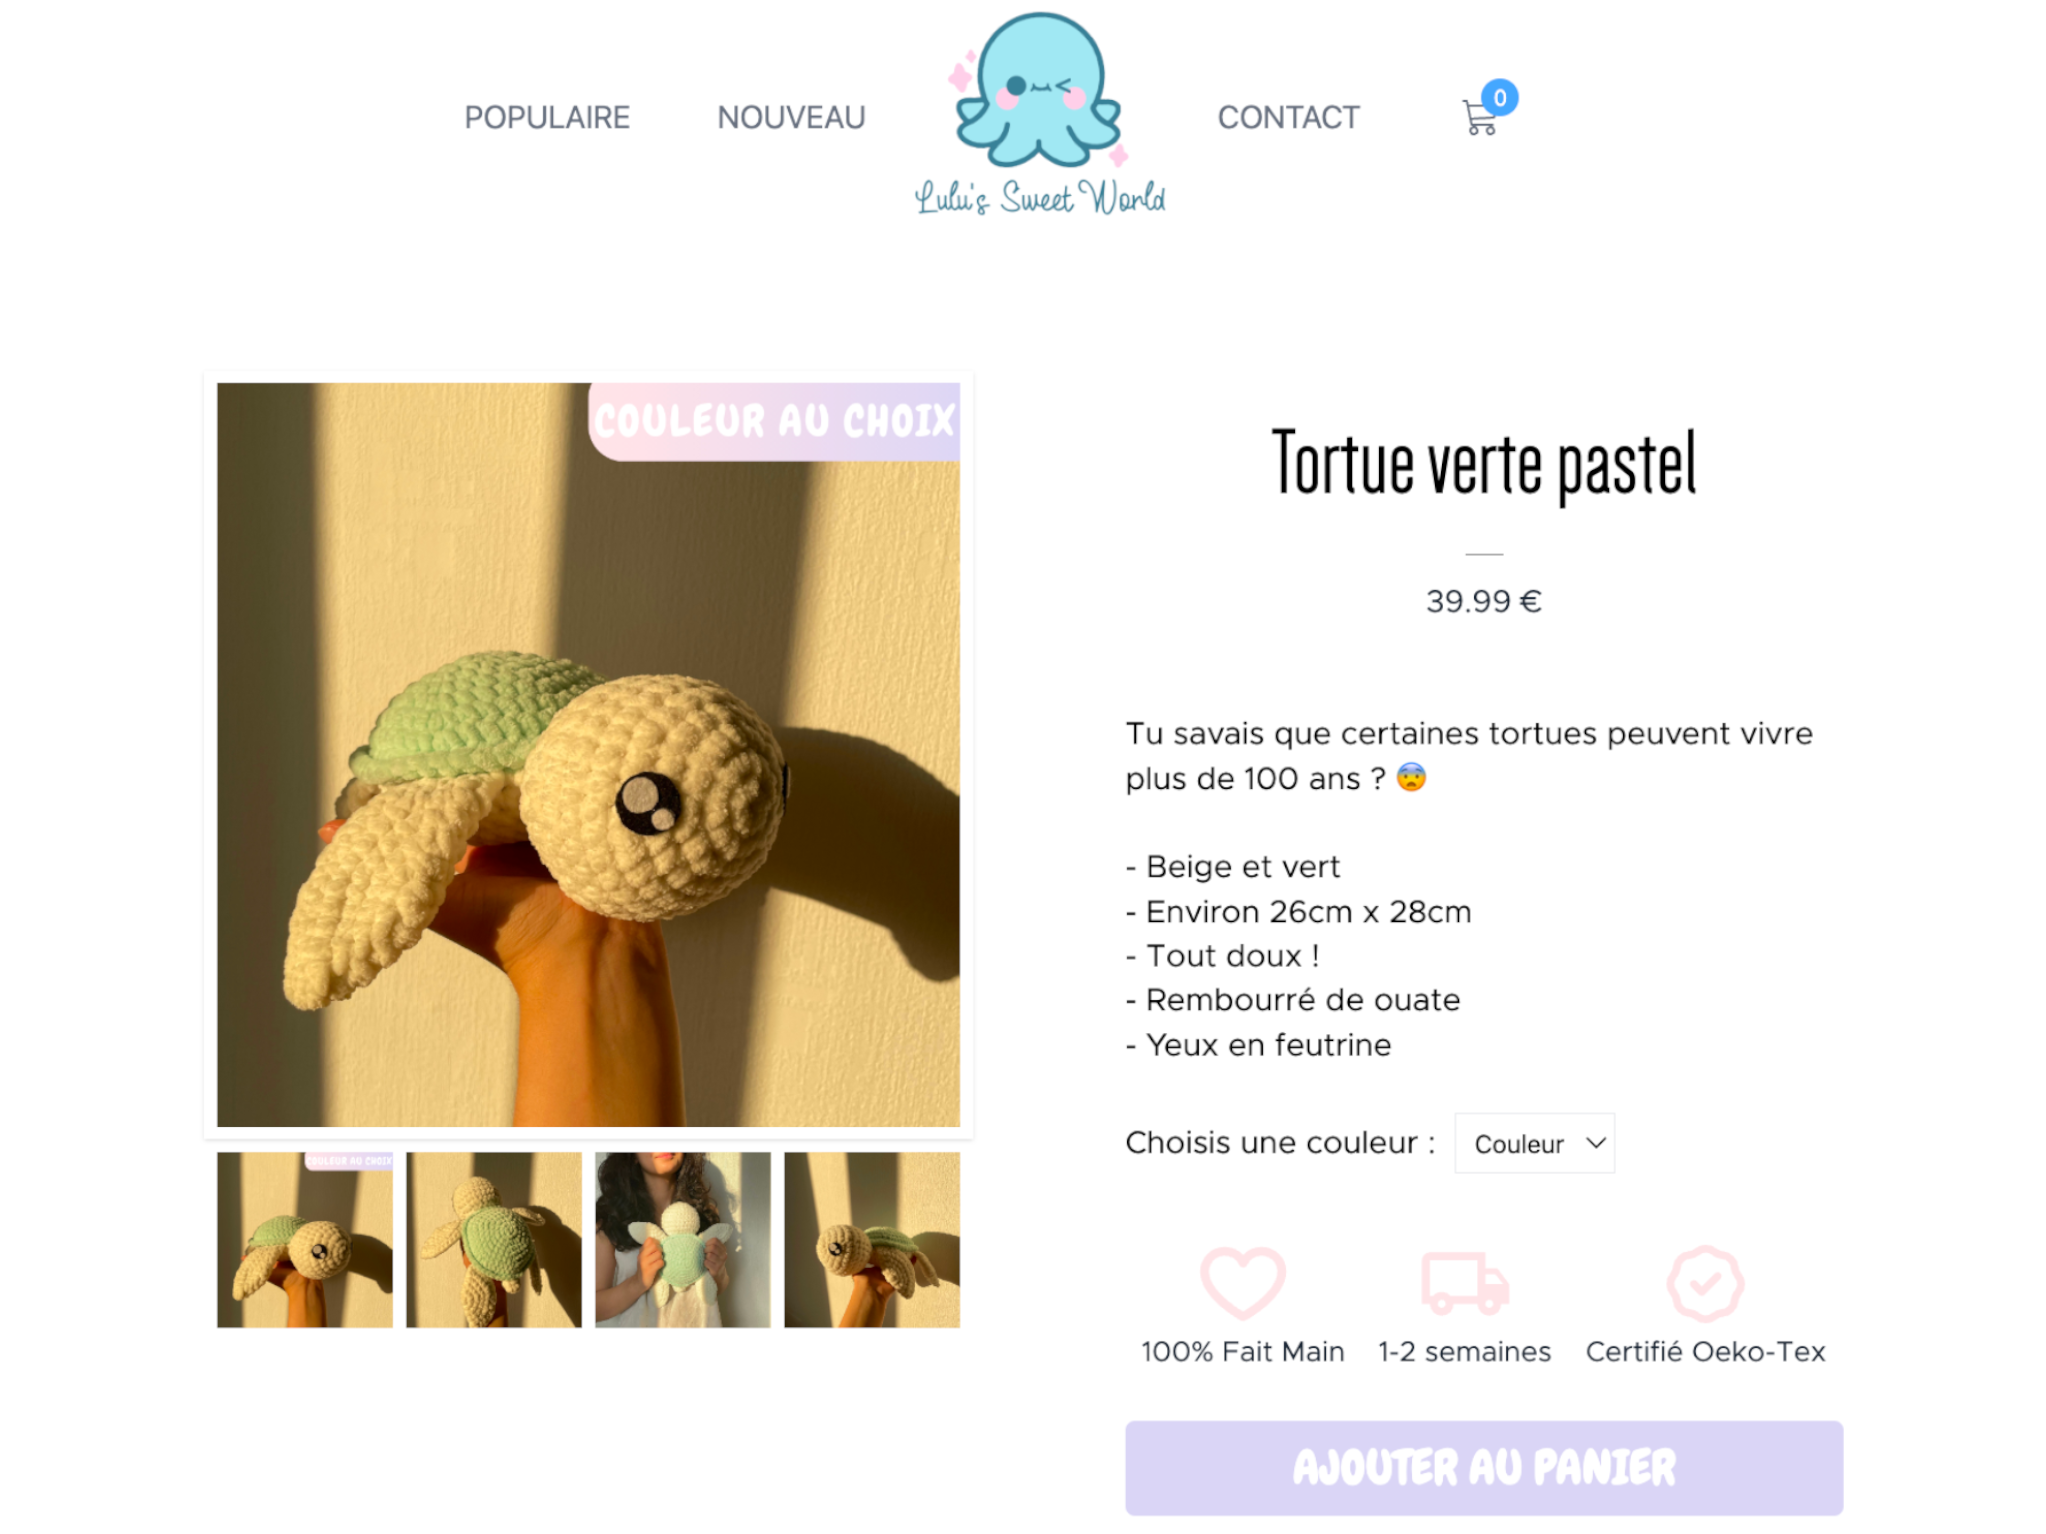 POPULAIRE
NOUVEAU
Lulu's Sweet World
CONTACT
0
COULEUR AU CHOIX
Tortue verte pastel
39.99 €
Tu savais que certaines tortues peuvent vivre
plus de 100 ans ? 😨
- Beige et vert
- Environ 26cm x 28cm
- Tout doux !
- Rembourré de ouate
- Yeux en feutrine
Choisis une couleur :
Couleur
COULEUR AU CHOIX
100% Fait Main
1-2 semaines
Certifié Oeko-Tex
AJOUTER AU PANIER